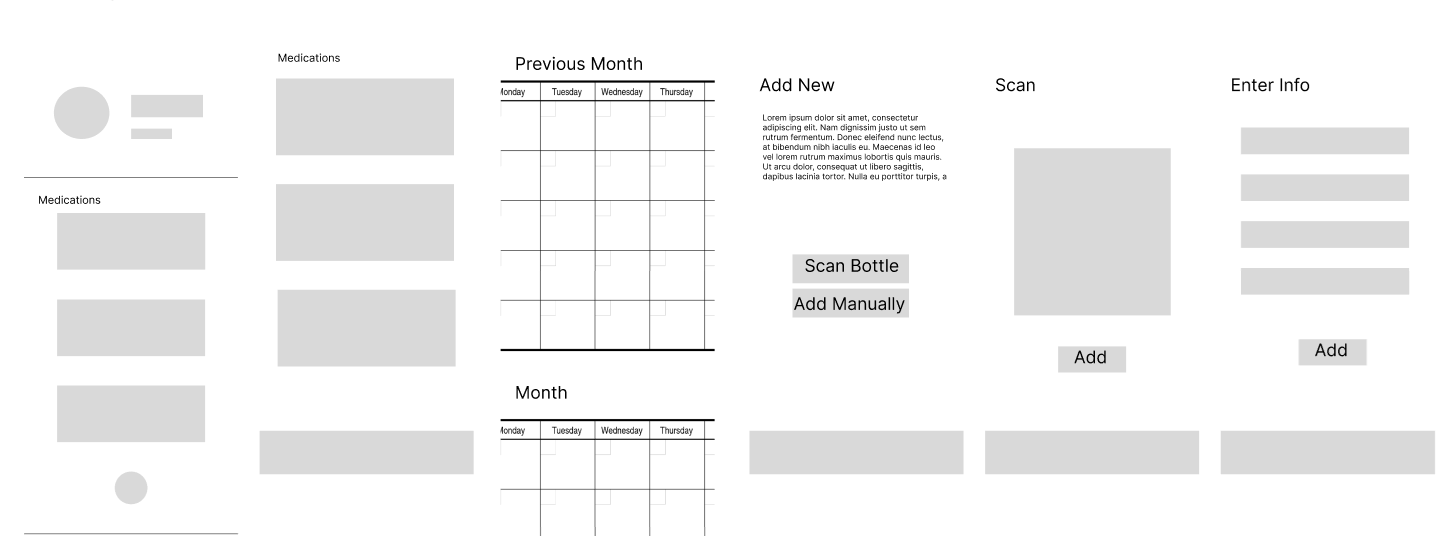 Medications
Medications
Previous Month
Monday Tuesday Wednesday Thursday
Month
Monday Tuesday Wednesday Thursday
Add New
Lorem ipsum dolor sit amet, consectetur
adipiscing elit. Nam dignissim justo ut sem
rutrum fermentum. Donec eleifend nunc lectus,
at bibendum nibh iaculis eu. Maecenas id leo
vel lorem rutrum maximus lobortis quis mauris.
Ut arcu dolor, consequat ut libero sagittis,
dapibus lacinia tortor. Nulla eu porttitor turpis, a
Scan Bottle
Add Manually
Scan
Add
Enter Info
Add